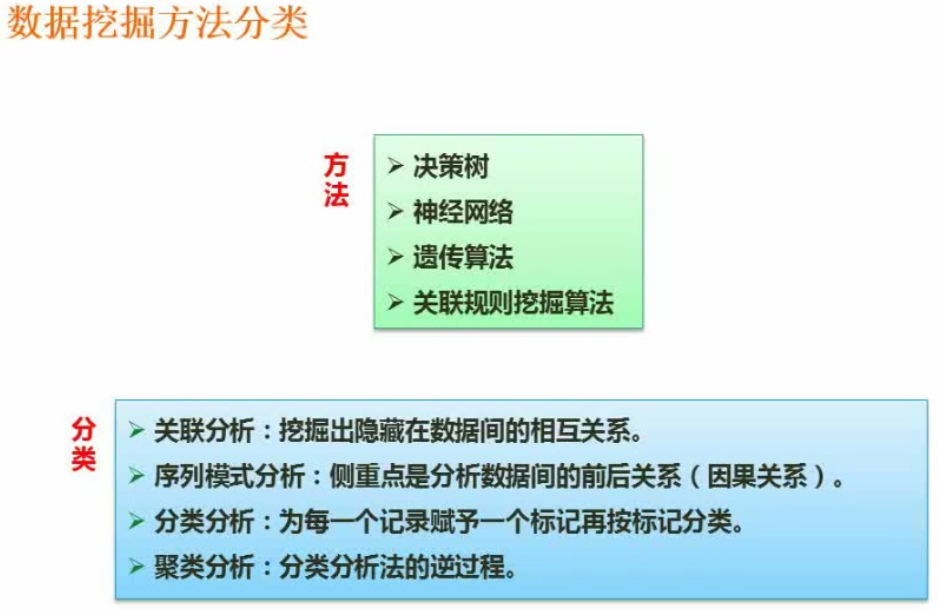 数据挖掘方法分类
方法
➢ 决策树
➢ 神经网络
➢ 遗传算法
➢ 关联规则挖掘算法
分类
➢ 关联分析：挖掘出隐藏在数据间的相互关系。
➢ 序列模式分析：侧重点是分析数据间的前后关系（因果关系）。
➢ 分类分析：为每一个记录赋予一个标记再按标记分类。
➢ 聚类分析：分类分析法的逆过程。